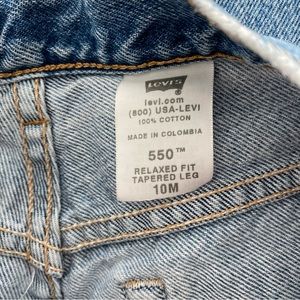 Levi's
levi.com
(800) USA-LEVI
100% COTTON
MADE IN COLOMBIA
550™
RELAXED FIT
TAPERED LEG
10M